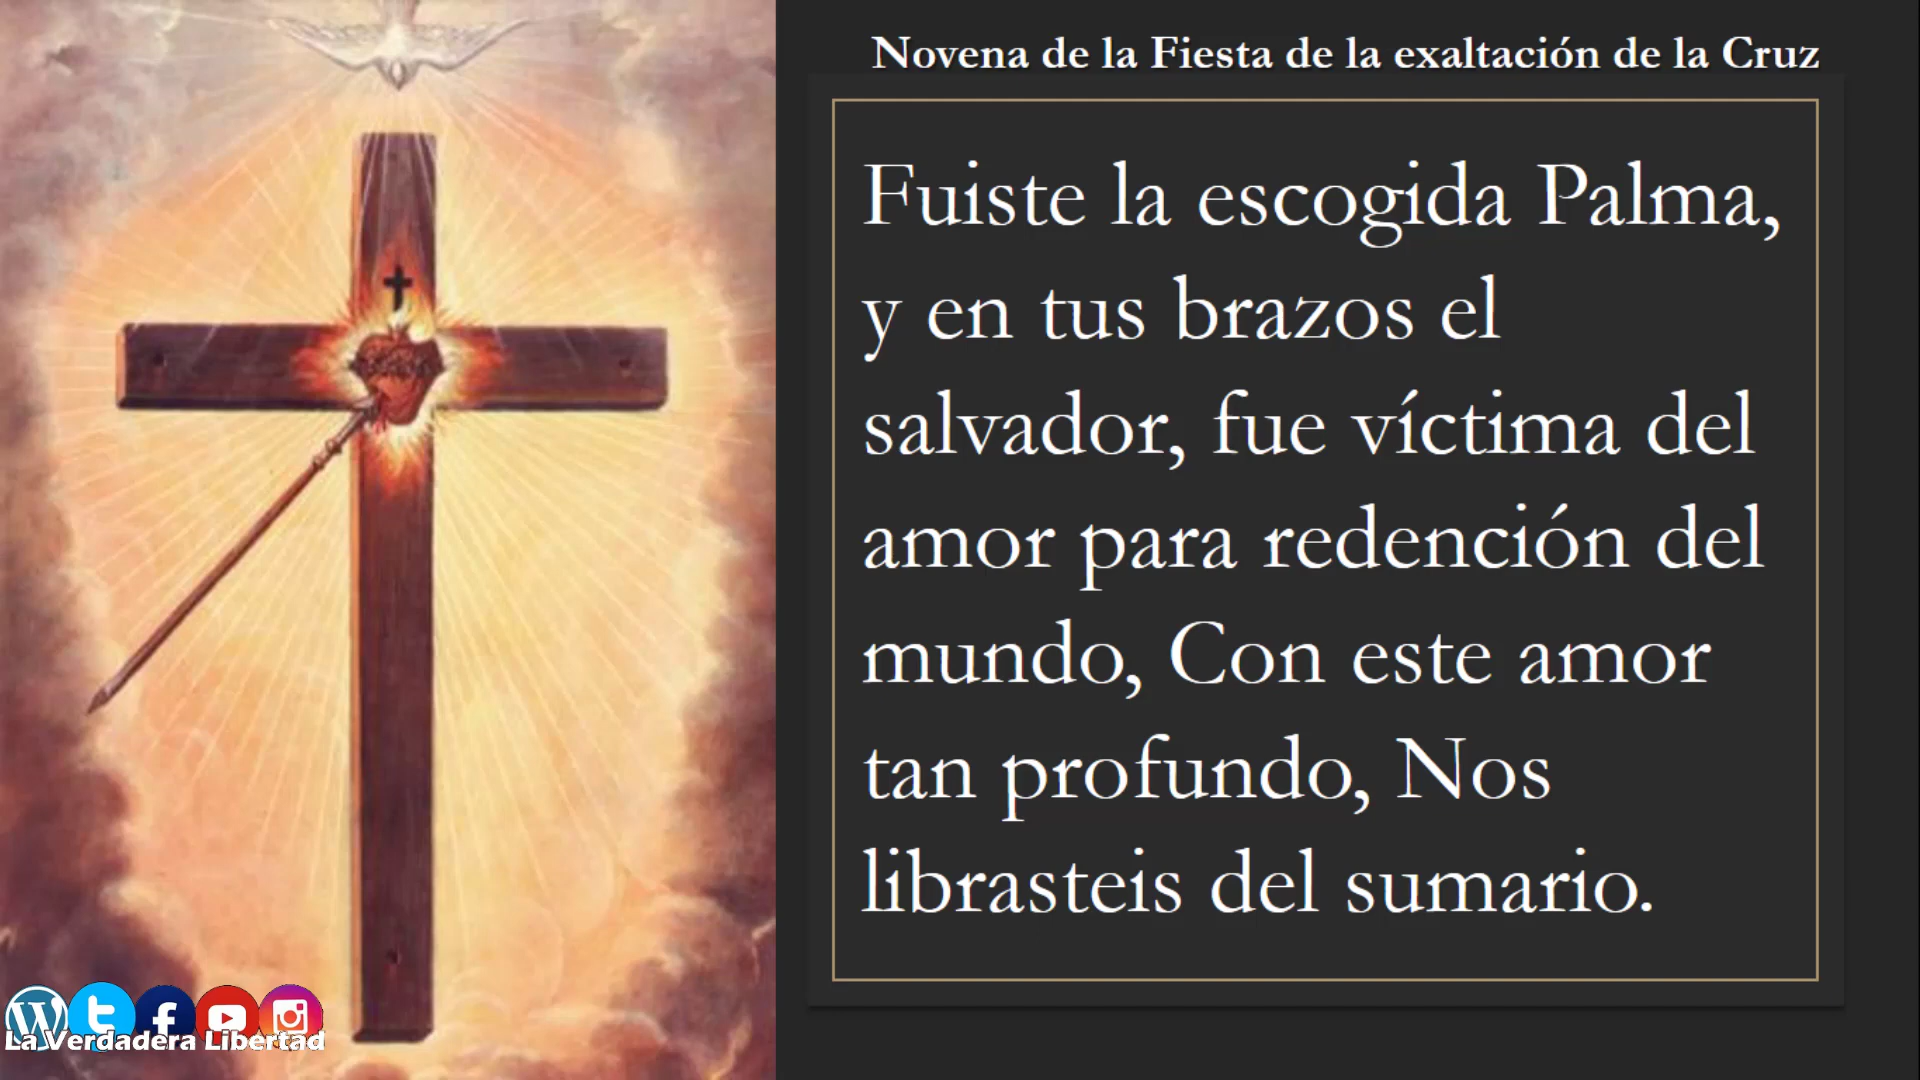 Novena de la Fiesta de la exaltación de la Cruz
Fuiste la escogida Palma,
y en tus brazos el
salvador, fue víctima del
amor para redención del
mundo, Con este amor
tan profundo, Nos
librasteis del sumario.
La Verdadera Libertad